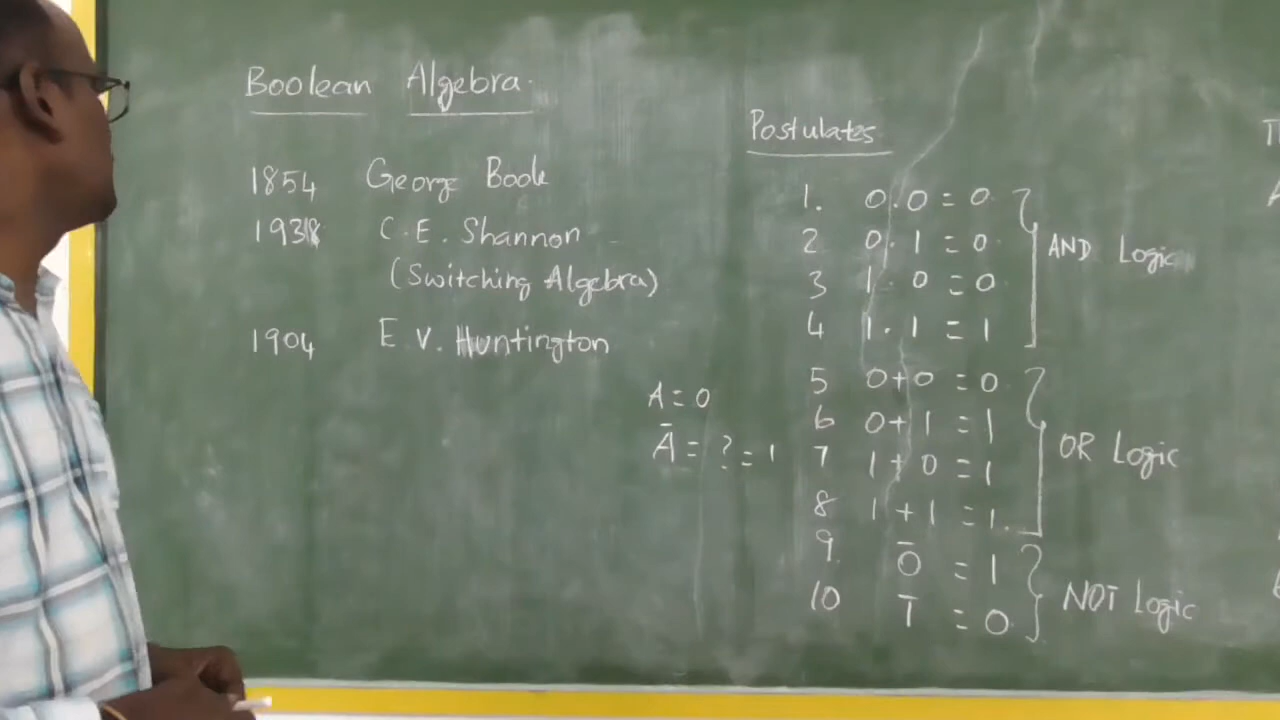 Boolean Algebra.
1854 George Boole
1938 C.E. Shannon
(Switching Algebra)
1904 E.V. Huntington
A = 0
A̅ = ? = 1
Postulates
1. 0.0 = 0
2 0.1 = 0
3 1.0 = 0
4 1.1 = 1
AND Logic
5 0+0 = 0
6 0+1 = 1
7 1+0 = 1
8 1+1 = 1.
OR Logic
9. 0̅ = 1
10 1̅ = 0
NOT Logic